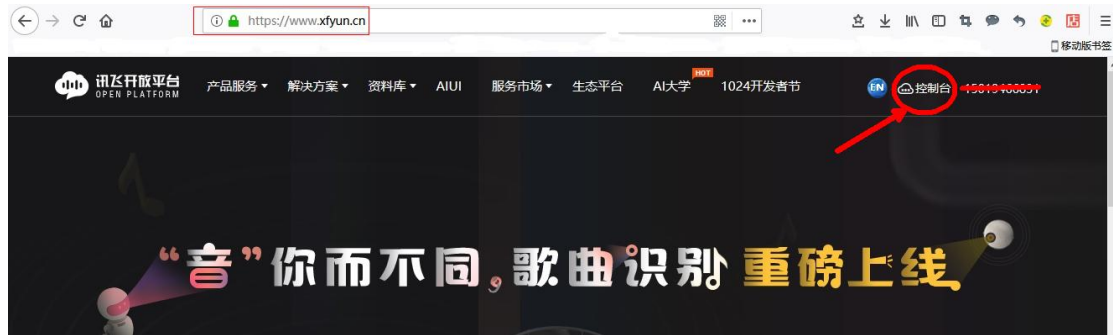 https://www.xfyun.cn
移动版书签
讯飞开放平台
OPEN PLATFORM
产品服务 解决方案 资料库 AIUI 服务市场 生态平台 AI大学 HOT 1024开发者节 EN 控制台
“音”你而不同，歌曲识别 重磅上线